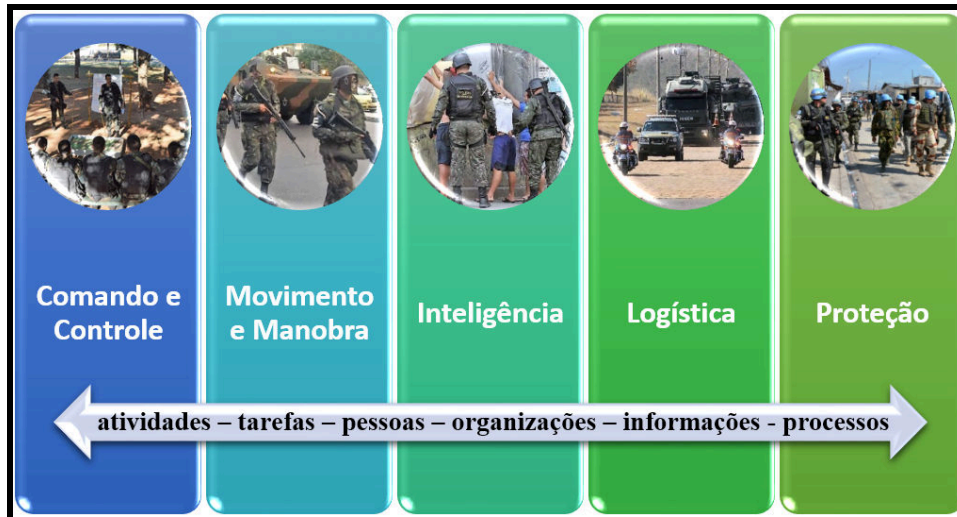 Comando e
Controle
Movimento
e Manobra
Inteligência
Logística
Proteção
atividades – tarefas – pessoas – organizações – informações - processos